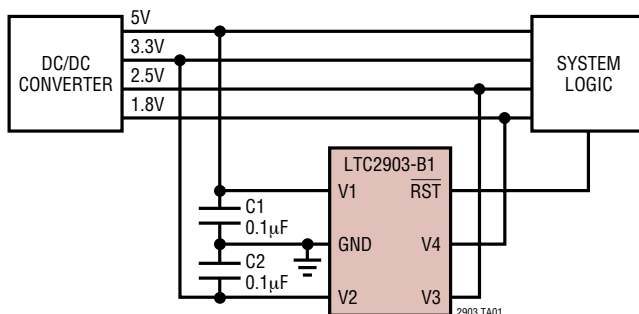 5V
3.3V
2.5V
1.8V
DC/DC
CONVERTER
SYSTEM
LOGIC
LTC2903-B1
V1
RST
C1
0.1µF
GND
V4
C2
0.1µF
V2
V3
2903 TA01